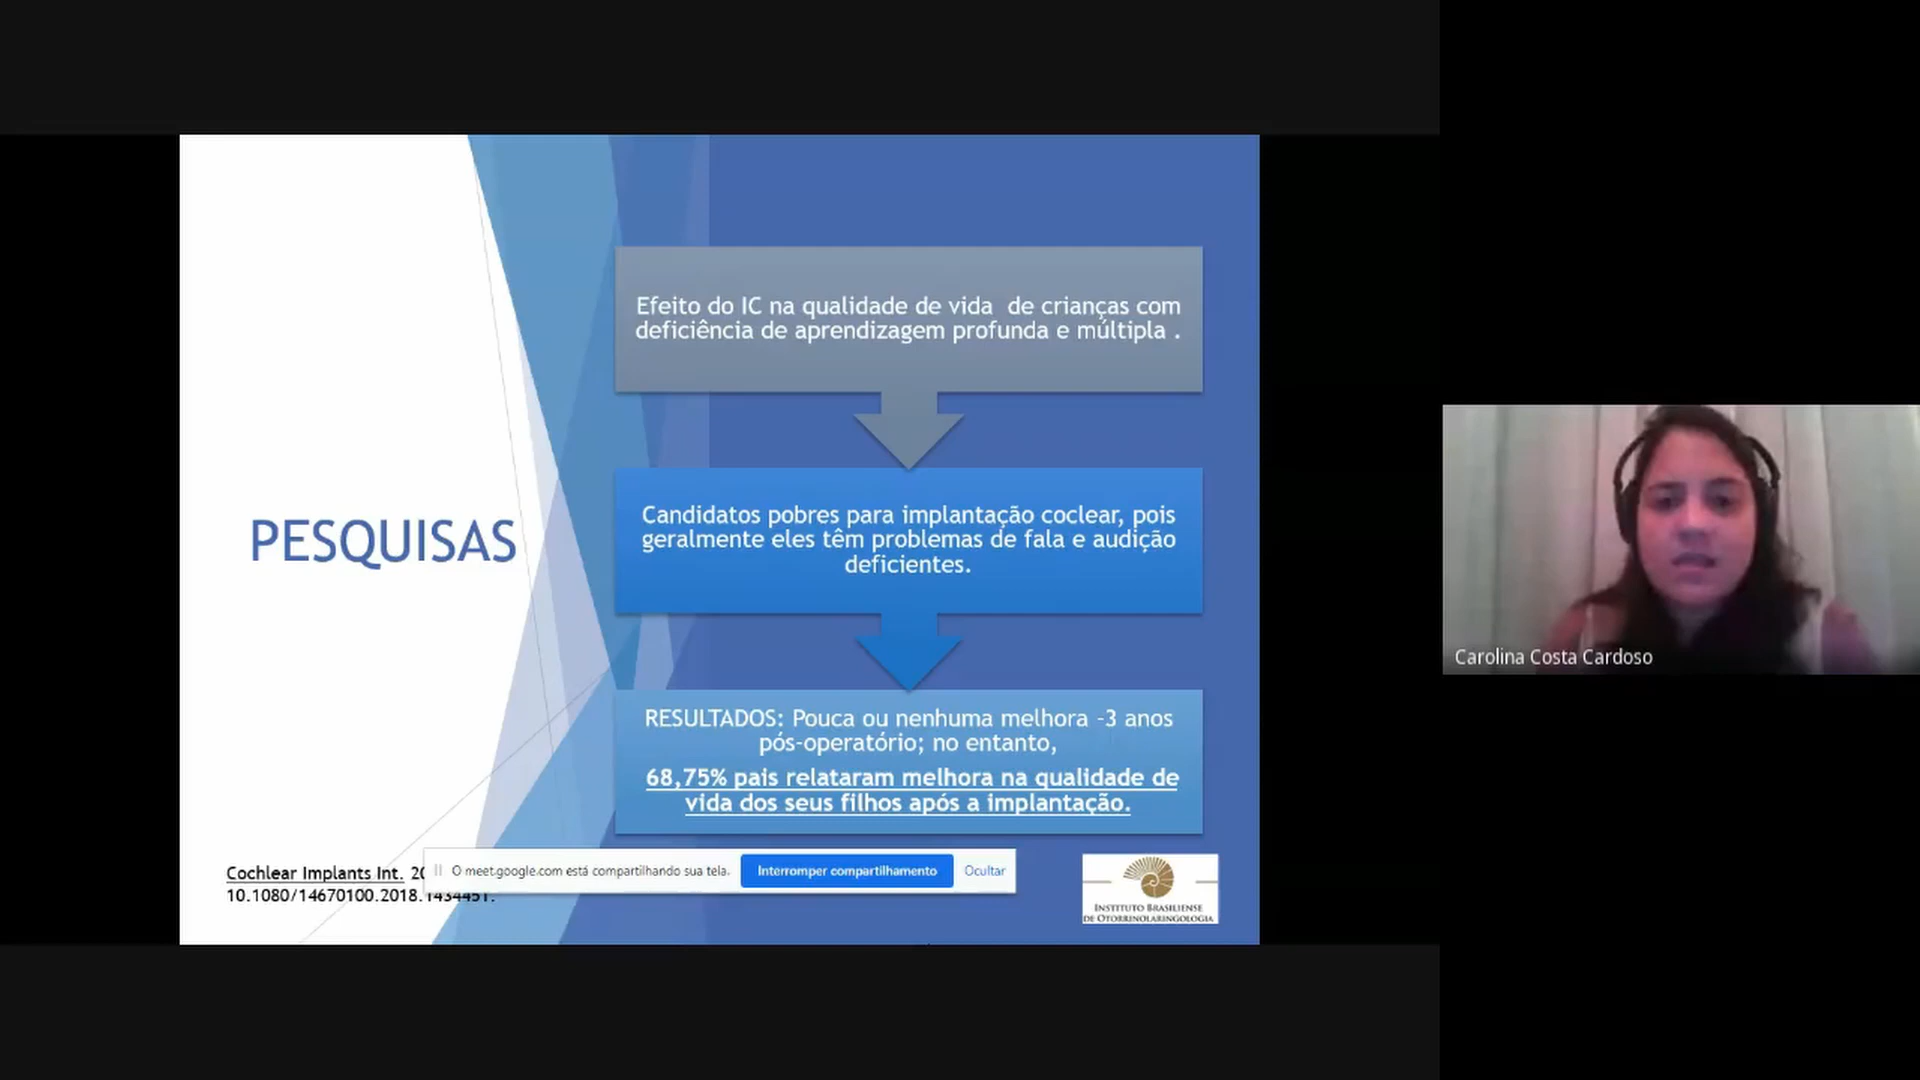 Efeito do IC na qualidade de vida de crianças com
deficiência de aprendizagem profunda e múltipla .
Candidatos pobres para implantação coclear, pois
geralmente eles têm problemas de fala e audição
deficientes.
PESQUISAS
RESULTADOS: Pouca ou nenhuma melhora -3 anos
pós-operatório; no entanto,
68,75% pais relataram melhora na qualidade de
vida dos seus filhos após a implantação.
Carolina Costa Cardoso
Cochlear Implants Int. 20
10.1080/14670100.2018.1434451.
O meet.google.com está compartilhando sua tela.
Interromper compartilhamento
Ocultar
INSTITUTO BRASILIENSE
DE OTORRINOLARINGOLOGIA